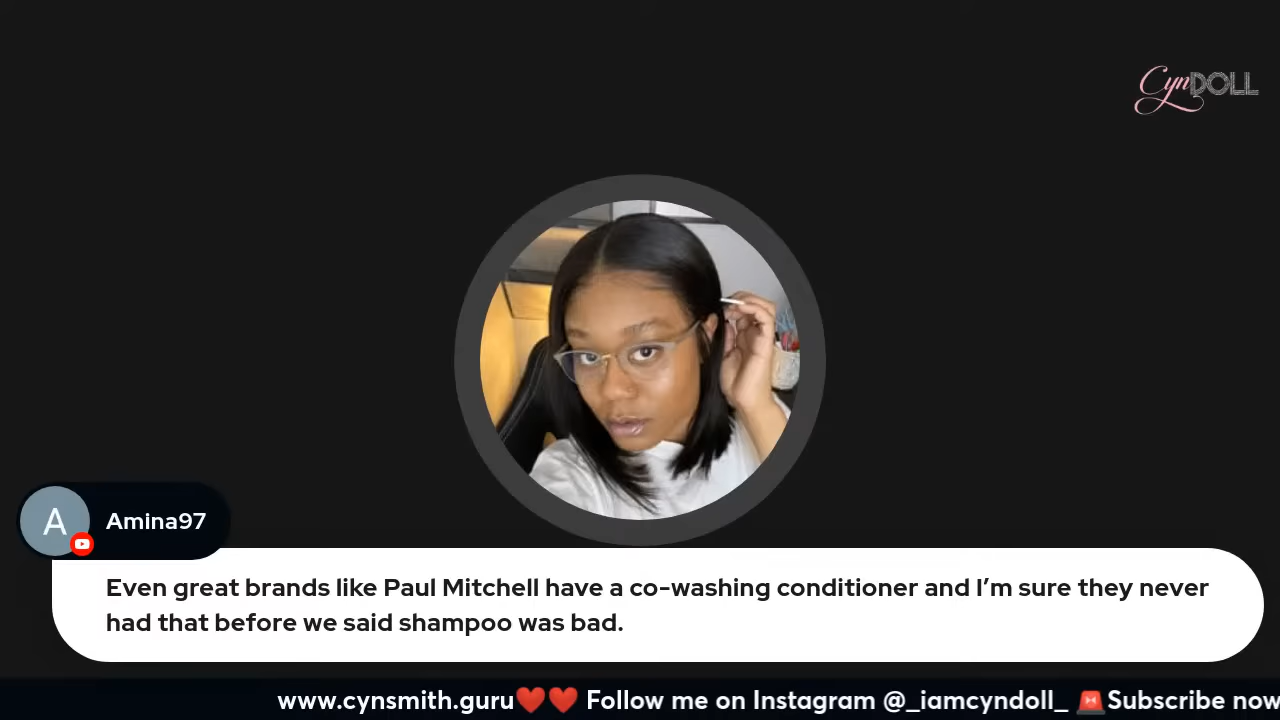 CynDOLL
A
Amina97
Even great brands like Paul Mitchell have a co-washing conditioner and I’m sure they never
had that before we said shampoo was bad.
www.cynsmith.guru❤️❤️ Follow me on Instagram @_iamcyndoll_ 🚨Subscribe now